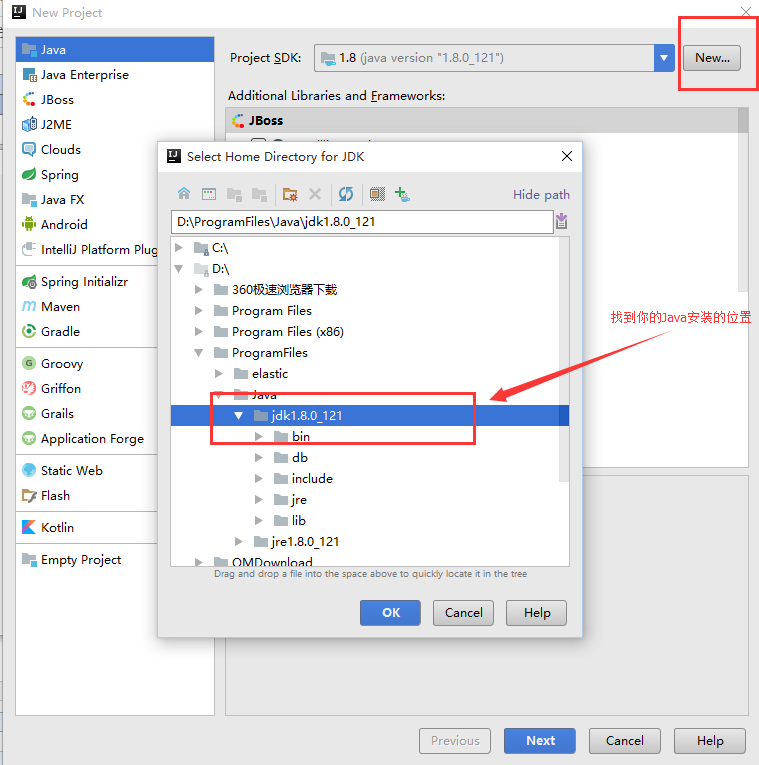 New Project
Java
Java Enterprise
JBoss
J2ME
Clouds
Spring
Java FX
Android
IntelliJ Platform Plug
Spring Initializr
Maven
Gradle
Groovy
Griffon
Grails
Application Forge
Static Web
Flash
Kotlin
Empty Project
Project SDK:
1.8 (java version "1.8.0_121")
New...
Additional Libraries and Frameworks:
JBoss
Select Home Directory for JDK
Hide path
D:\ProgramFiles\Java\jdk1.8.0_121
C:\
D:\
360极速浏览器下载
Program Files
Program Files (x86)
ProgramFiles
elastic
Java
jdk1.8.0_121
bin
db
include
jre
lib
jre1.8.0_121
QMDownload
Drag and drop a file into the space above to quickly locate it in the tree
OK
Cancel
Help
找到你的Java安装的位置
Previous
Next
Cancel
Help